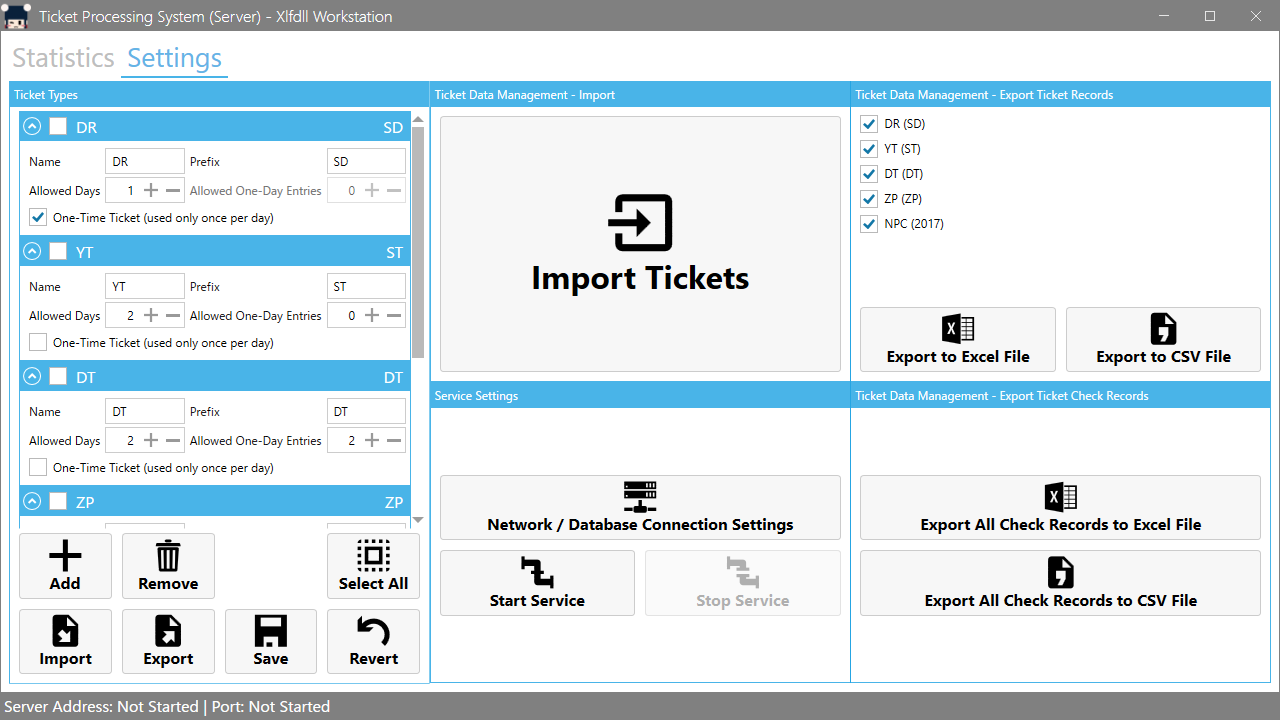 Ticket Processing System (Server) - Xlfdll Workstation
Statistics Settings
Ticket Types
DR SD
Name DR Prefix SD
Allowed Days 1 Allowed One-Day Entries 0
One-Time Ticket (used only once per day)
YT ST
Name YT Prefix ST
Allowed Days 2 Allowed One-Day Entries 0
One-Time Ticket (used only once per day)
DT DT
Name DT Prefix DT
Allowed Days 2 Allowed One-Day Entries 2
One-Time Ticket (used only once per day)
ZP ZP
Add Remove Select All
Import Export Save Revert
Ticket Data Management - Import
Import Tickets
Service Settings
Network / Database Connection Settings
Start Service Stop Service
Ticket Data Management - Export Ticket Records
DR (SD)
YT (ST)
DT (DT)
ZP (ZP)
NPC (2017)
Export to Excel File Export to CSV File
Ticket Data Management - Export Ticket Check Records
Export All Check Records to Excel File
Export All Check Records to CSV File
Server Address: Not Started | Port: Not Started